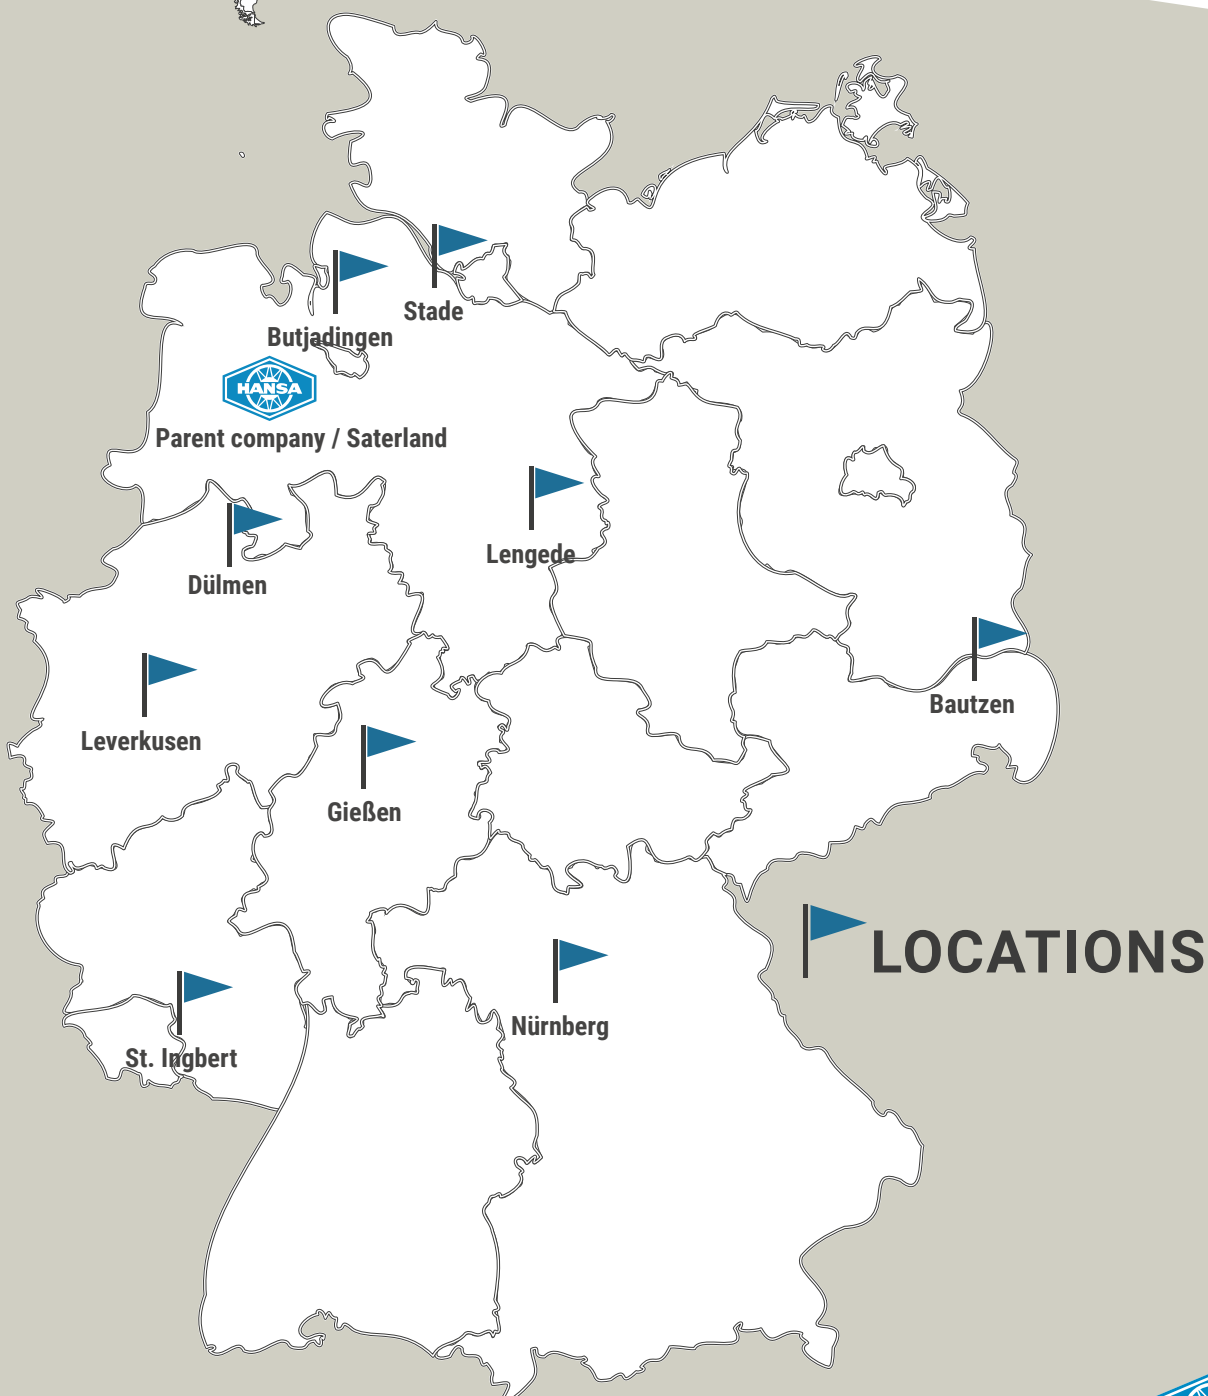 Stade
Butjadingen
HANSA
Parent company / Saterland
Lengede
Dülmen
Bautzen
Leverkusen
Gießen
LOCATIONS
Nürnberg
St. Ingbert